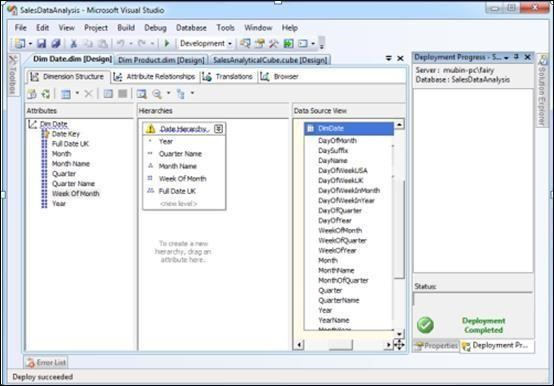 SalesDataAnalysis - Microsoft Visual Studio
File Edit View Project Build Debug Database Tools Window Help
Development
Dim Date.dim [Design] Dim Product.dim [Design] SalesAnalyticalCube.cube [Design]
Dimension Structure Attribute Relationships Translations Browser
Toolbox
Attributes
Dim Date
Date Key
Full Date UK
Month
Month Name
Quarter
Quarter Name
Week Of Month
Year
Hierarchies
Date Hierarchy
Year
Quarter Name
Month Name
Week Of Month
Full Date UK
<new level>
To create a new
hierarchy, drag an
attribute here.
Data Source View
DimDate
DayOfMonth
DaySuffix
DayName
DayOfWeekUSA
DayOfWeekUK
DayOfWeekInMonth
DayOfWeekInYear
DayOfQuarter
DayOfYear
WeekOfMonth
WeekOfQuarter
WeekOfYear
Month
MonthName
MonthOfQuarter
Quarter
QuarterName
Year
YearName
MonthYear
Deployment Progress - S...
Server : mubin-pc\fairy
Database : SalesDataAnalysis
Status:
Deployment
Completed
Properties Deployment Pr...
Solution Explorer
Error List
Deploy succeeded